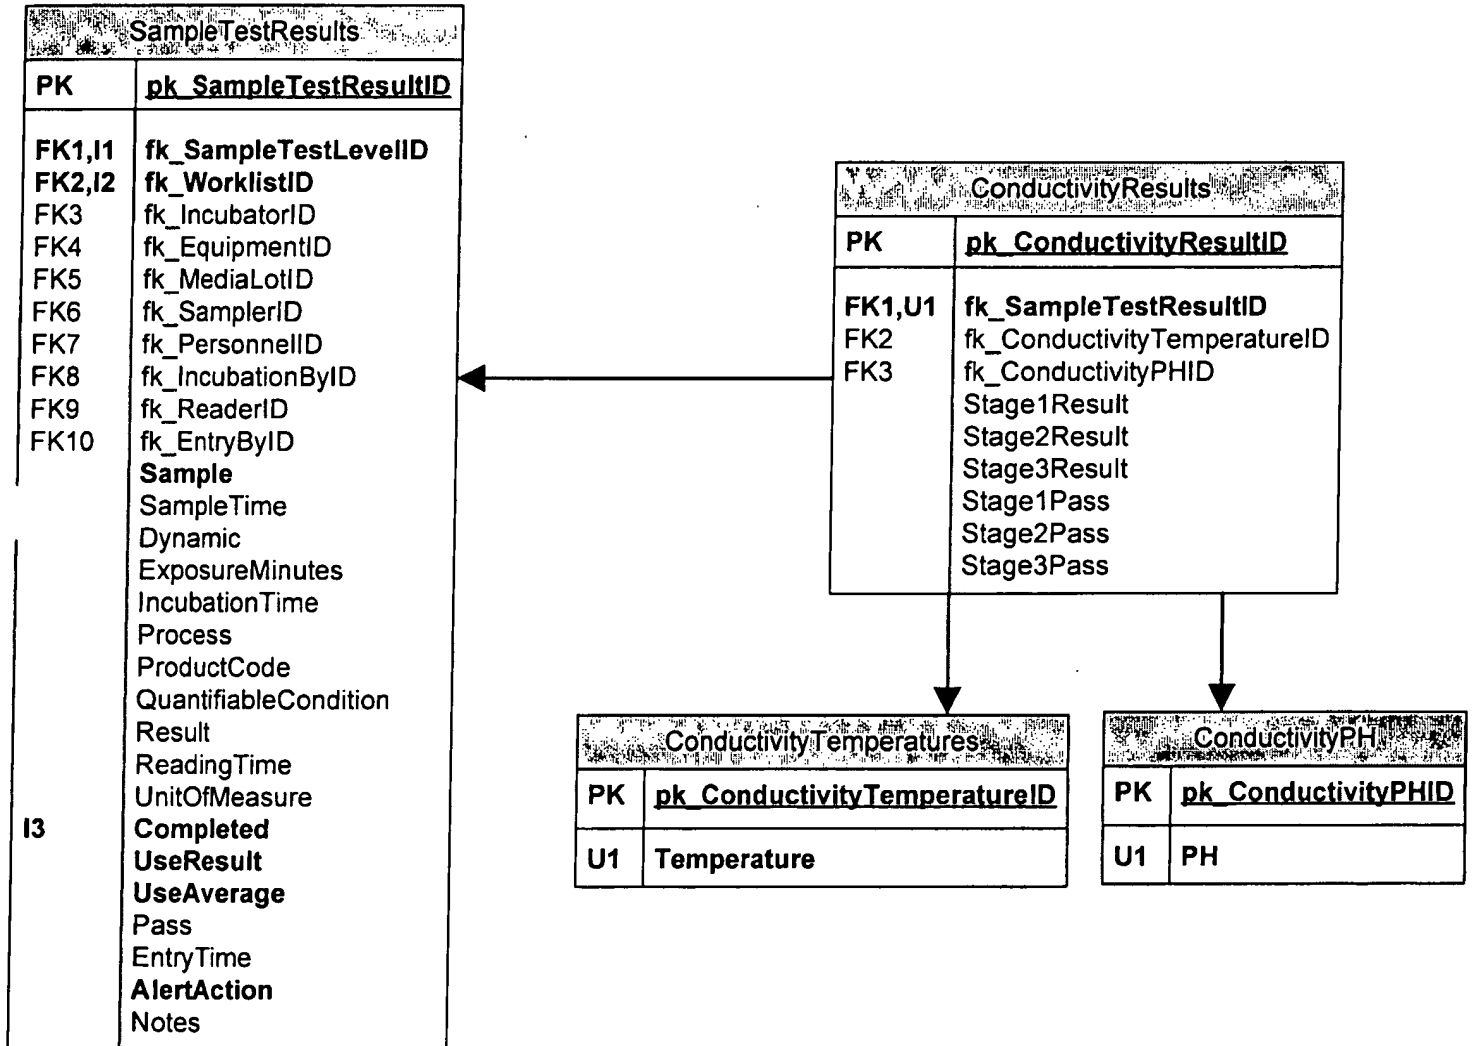 SampleTestResults
PK pk_SampleTestResultID
FK1,I1 fk_SampleTestLevelID
FK2,I2 fk_WorklistID
FK3 fk_IncubatorID
FK4 fk_EquipmentID
FK5 fk_MediaLotID
FK6 fk_SamplerID
FK7 fk_PersonnelID
FK8 fk_IncubationByID
FK9 fk_ReaderID
FK10 fk_EntryByID
Sample
SampleTime
Dynamic
ExposureMinutes
IncubationTime
Process
ProductCode
QuantifiableCondition
Result
ReadingTime
UnitOfMeasure
I3 Completed
UseResult
UseAverage
Pass
EntryTime
AlertAction
Notes
ConductivityResults
PK pk_ConductivityResultID
FK1,U1 fk_SampleTestResultID
FK2 fk_ConductivityTemperatureID
FK3 fk_ConductivityPHID
Stage1Result
Stage2Result
Stage3Result
Stage1Pass
Stage2Pass
Stage3Pass
ConductivityTemperatures
PK pk_ConductivityTemperatureID
U1 Temperature
ConductivityPH
PK pk_ConductivityPHID
U1 PH